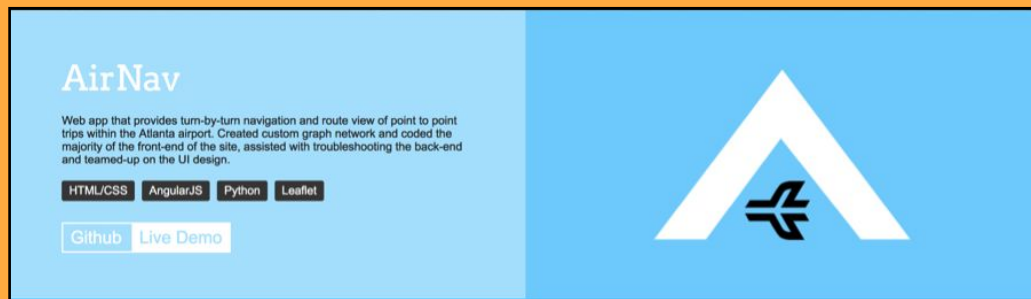 AirNav
Web app that provides turn-by-turn navigation and route view of point to point
trips within the Atlanta airport. Created custom graph network and coded the
majority of the front-end of the site, assisted with troubleshooting the back-end
and teamed-up on the UI design.
HTML/CSS AngularJS Python Leaflet
Github Live Demo